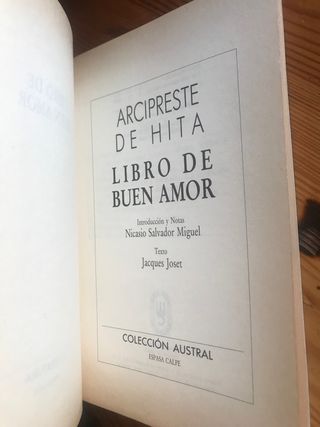 ARCIPRESTE
DE HITA
LIBRO DE
BUEN AMOR
Introducción y Notas
Nicasio Salvador Miguel
Texto
Jacques Joset
COLECCIÓN AUSTRAL
ESPASA CALPE